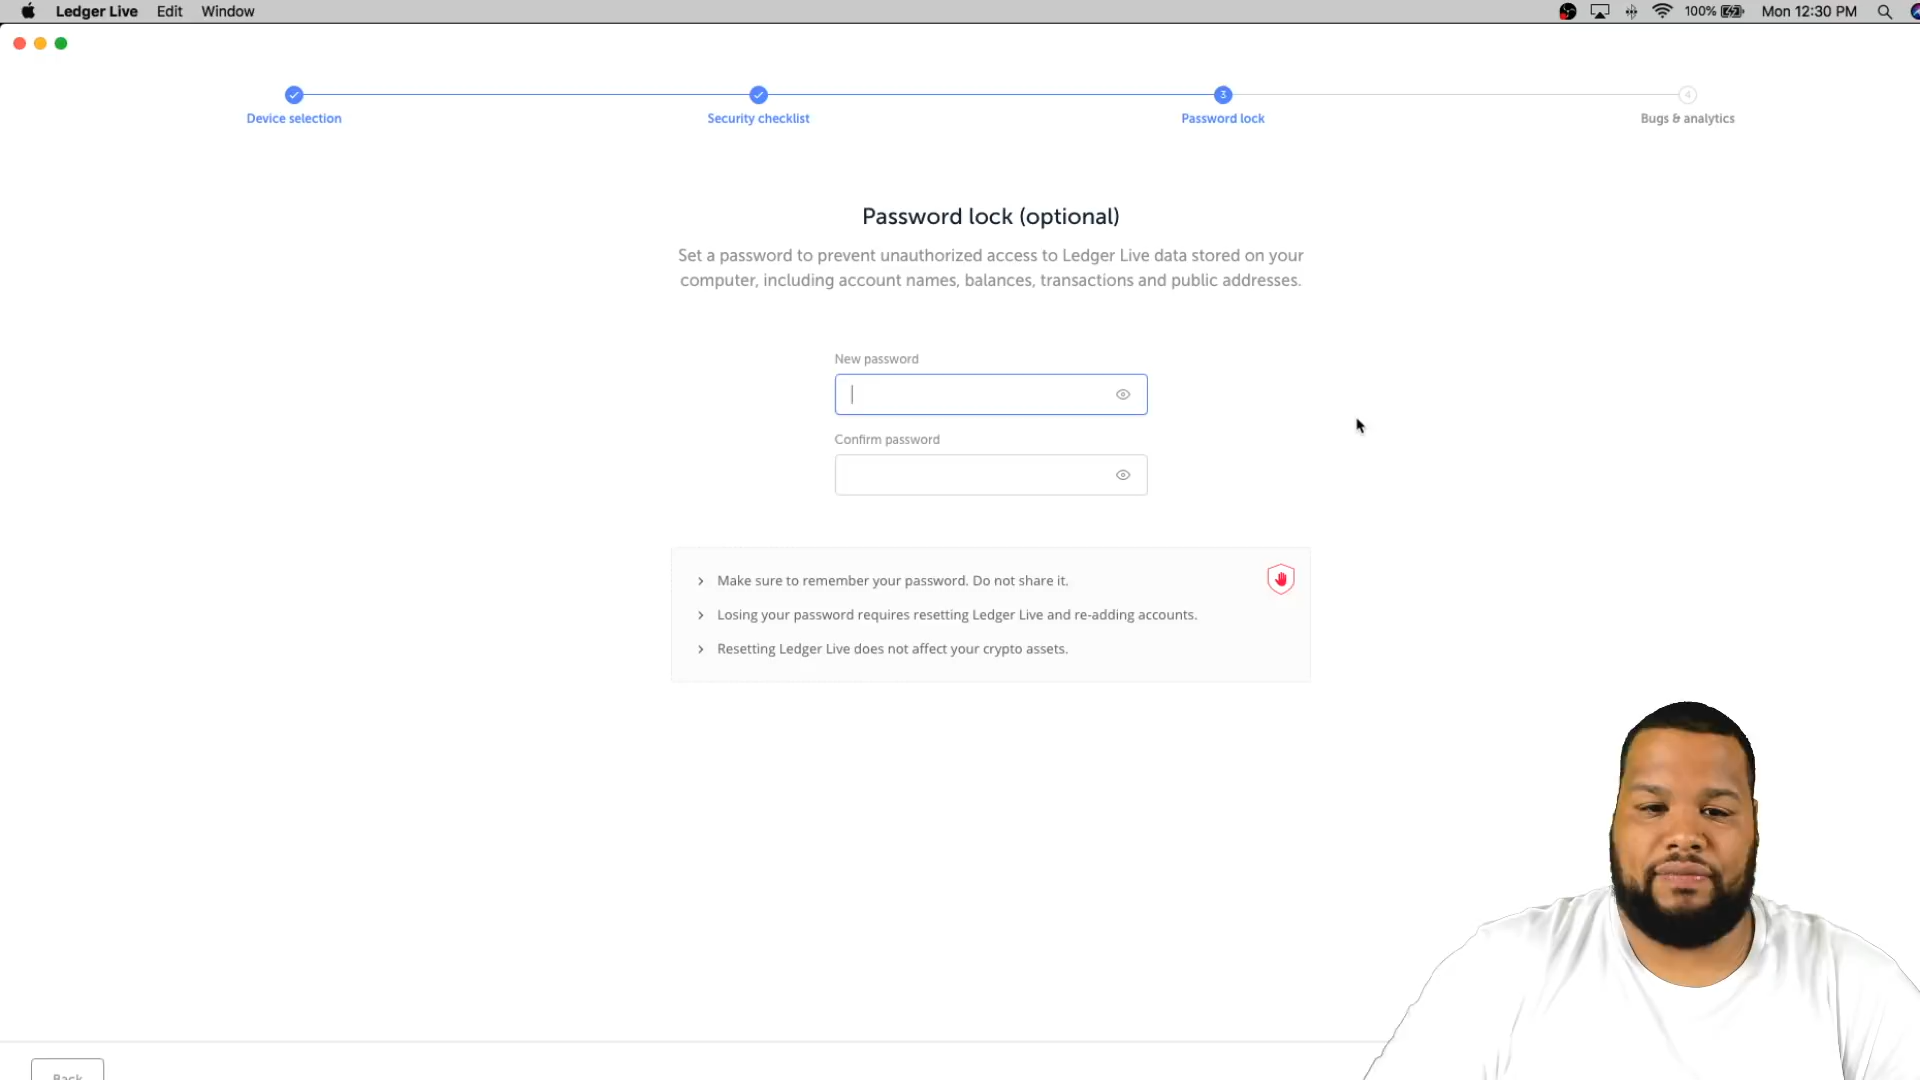 Ledger Live Edit Window 100% Mon 12:30 PM
3 4
Device selection Security checklist Password lock Bugs & analytics
Password lock (optional)
Set a password to prevent unauthorized access to Ledger Live data stored on your
computer, including account names, balances, transactions and public addresses.
New password
Confirm password
Make sure to remember your password. Do not share it.
Losing your password requires resetting Ledger Live and re-adding accounts.
Resetting Ledger Live does not affect your crypto assets.
Back